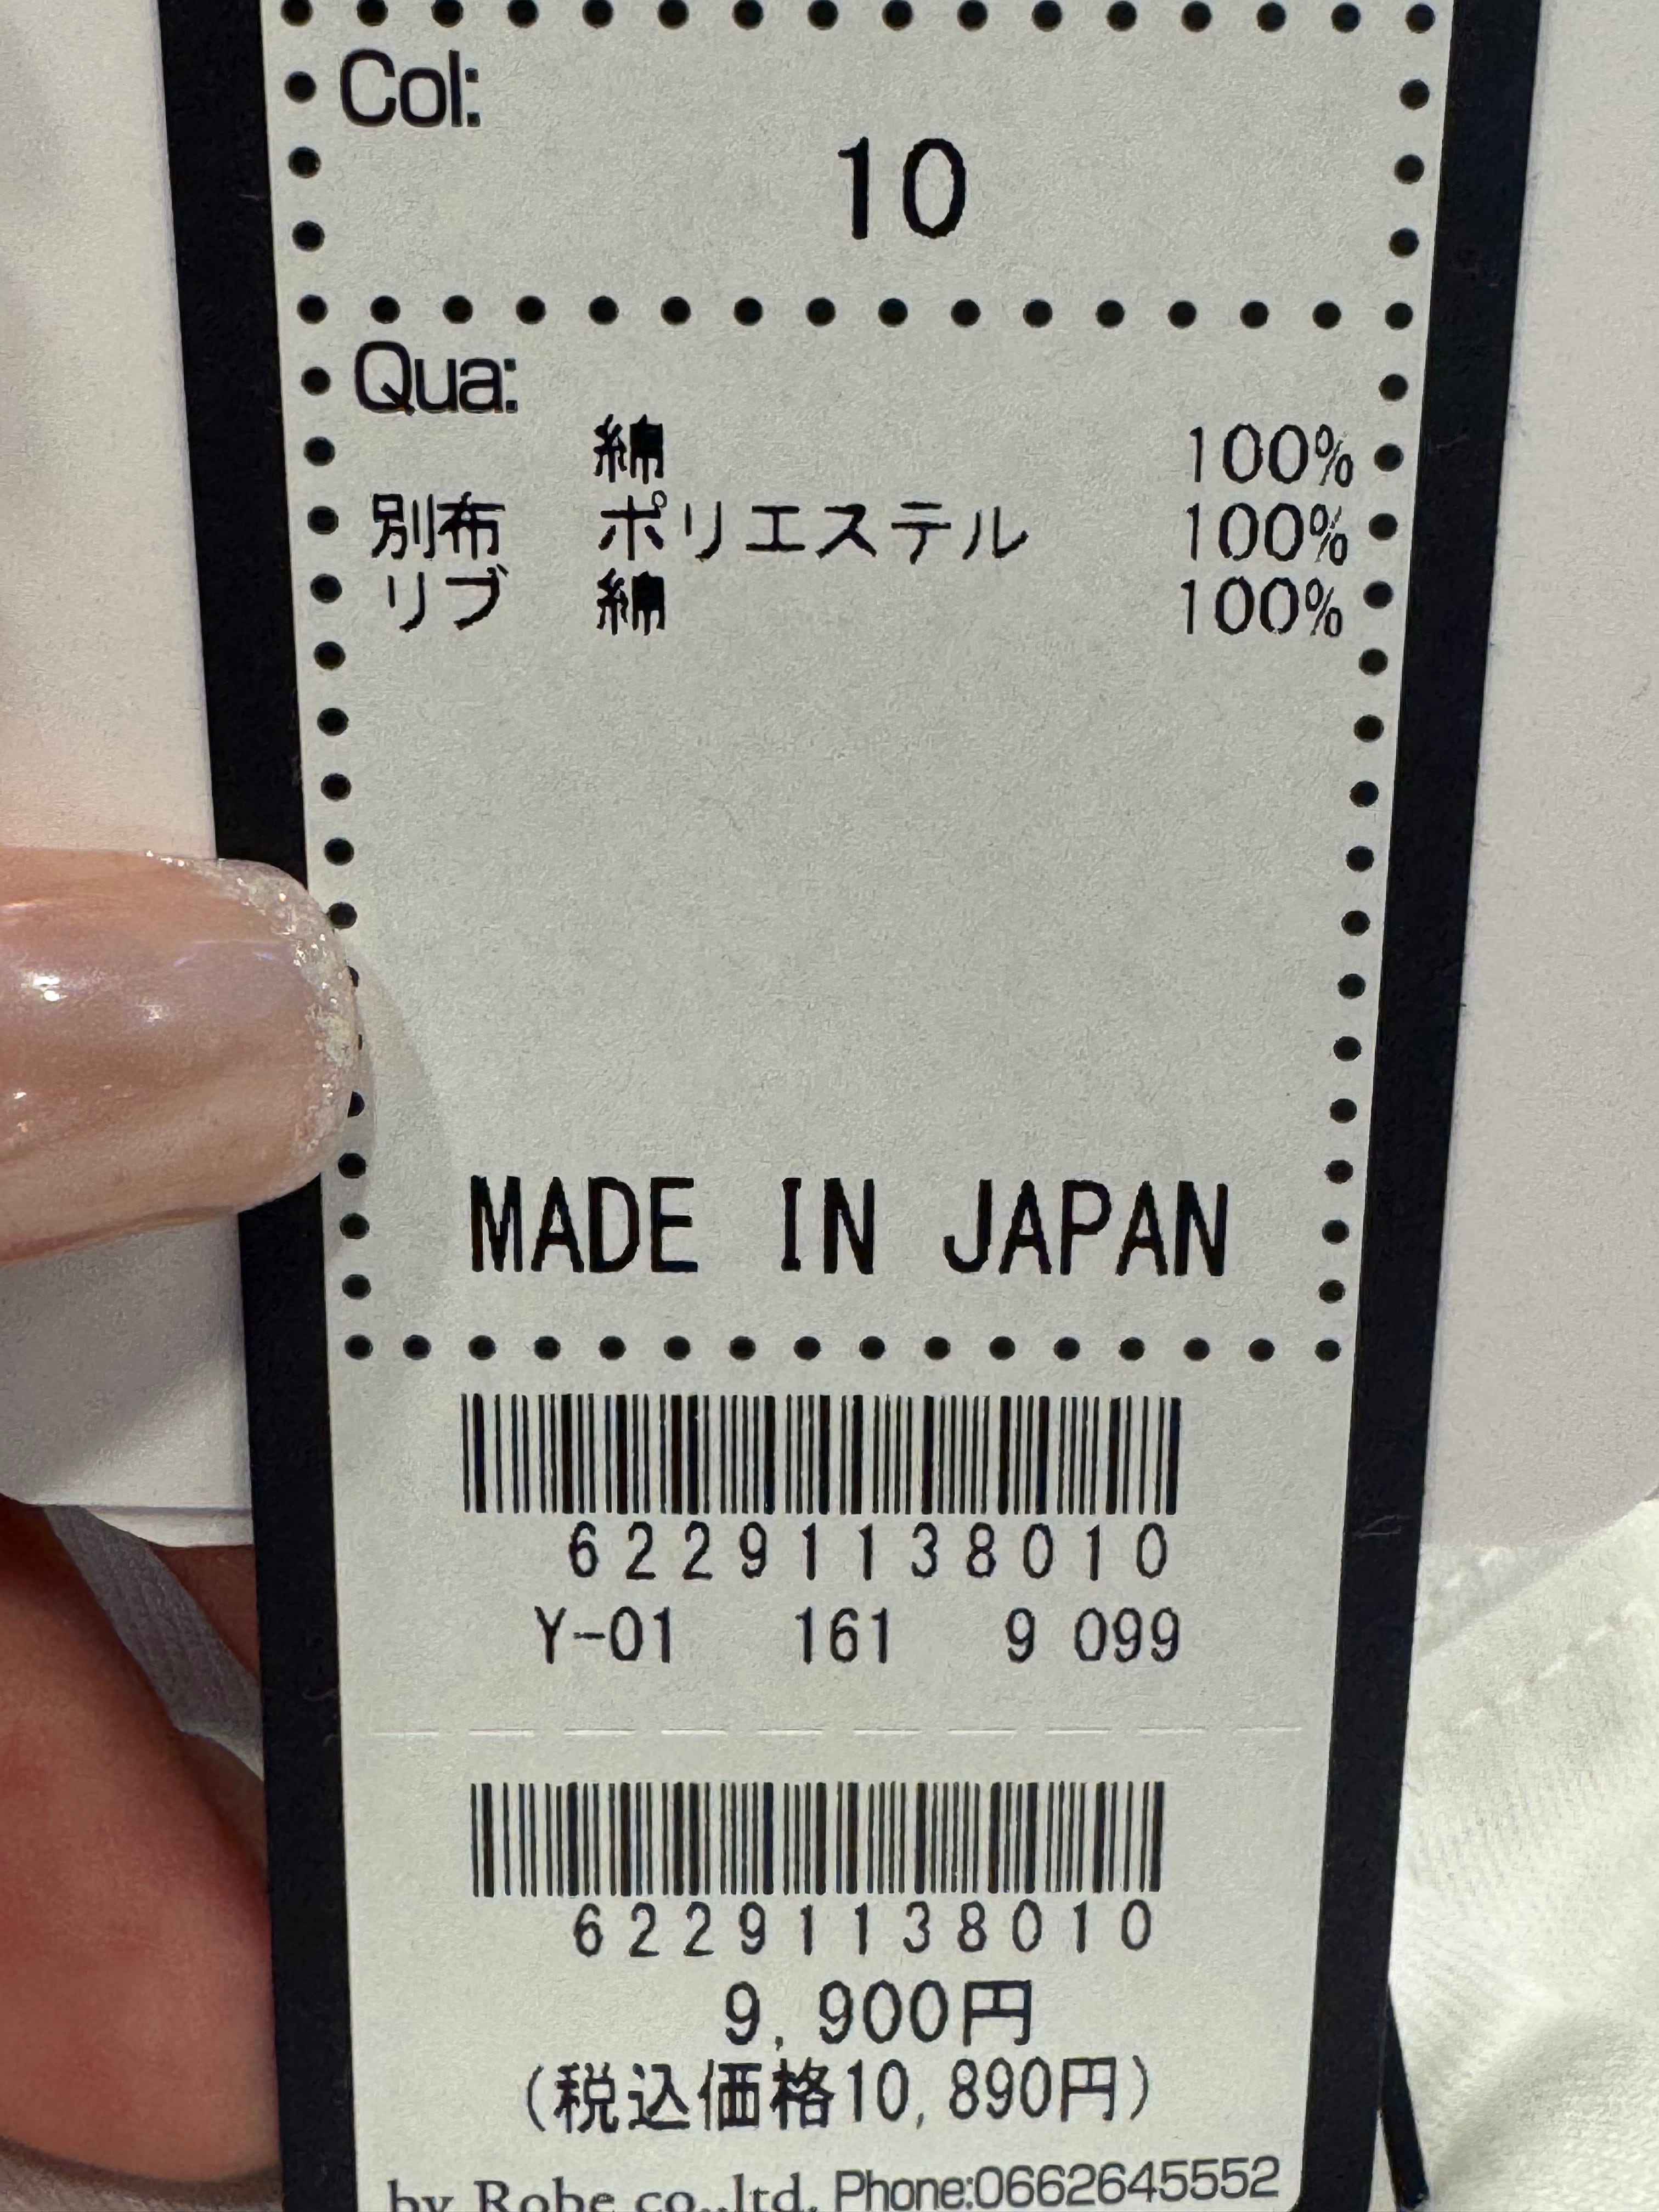 Col:
10
Qua:
綿 100%
別布 ポリエステル 100%
リブ 綿 100%
MADE IN JAPAN
62291138010
Y-01 161 9 099
62291138010
9,900円
(税込価格10,890円)
by Robe co.,ltd. Phone:0662645552